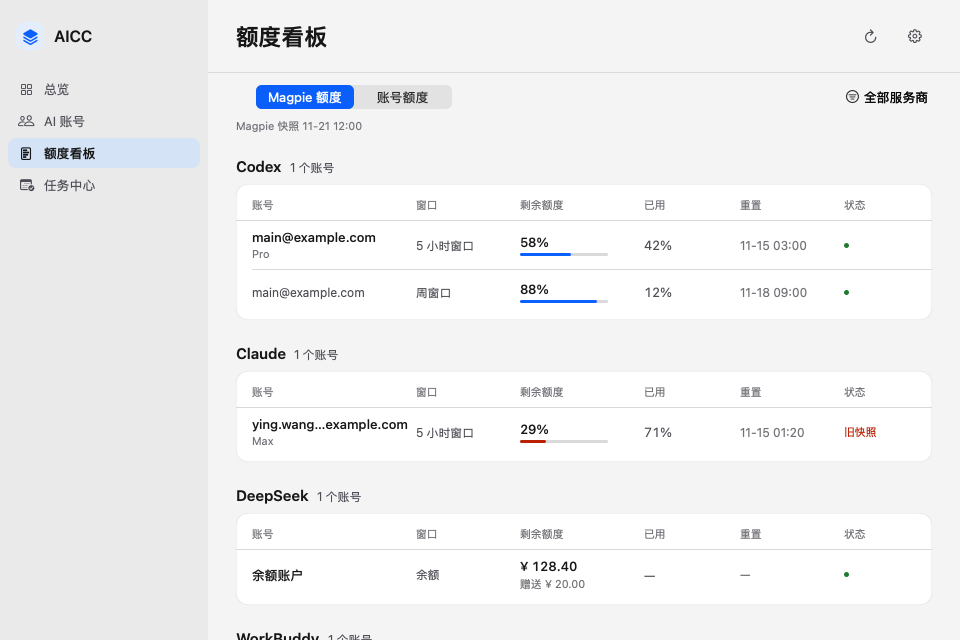 AICC
总览
AI 账号
额度看板
任务中心
额度看板
Magpie 额度 账号额度 全部服务商
Magpie 快照 11-21 12:00
Codex 1 个账号
账号 窗口 剩余额度 已用 重置 状态
main@example.com
Pro
5 小时窗口 58% 42% 11-15 03:00
main@example.com 周窗口 88% 12% 11-18 09:00
Claude 1 个账号
账号 窗口 剩余额度 已用 重置 状态
ying.wang...example.com
Max
5 小时窗口 29% 71% 11-15 01:20 旧快照
DeepSeek 1 个账号
账号 窗口 剩余额度 已用 重置 状态
余额账户 余额 ¥ 128.40 — —
赠送 ¥ 20.00
WorkBuddy 1 个账号